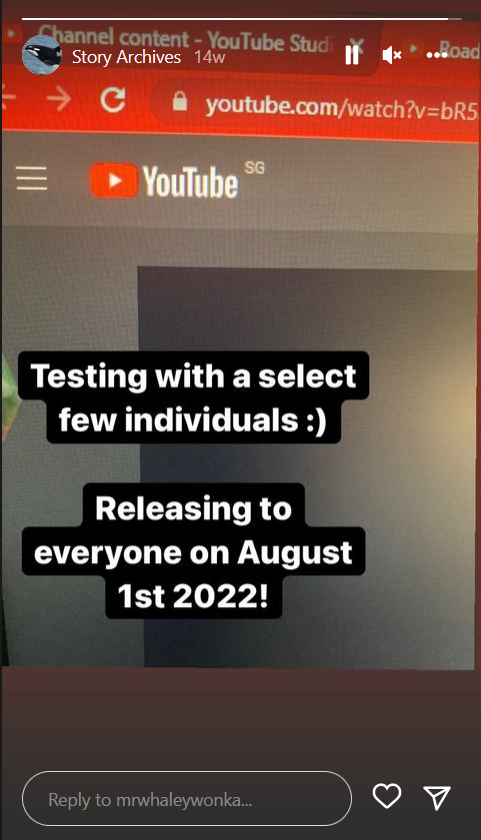 Channel content - YouTube Studi
Road
Story Archives 14w
youtube.com/watch?v=bR5
YouTube SG
Testing with a select
few individuals :)
Releasing to
everyone on August
1st 2022!
Reply to mrwhaleywonka...